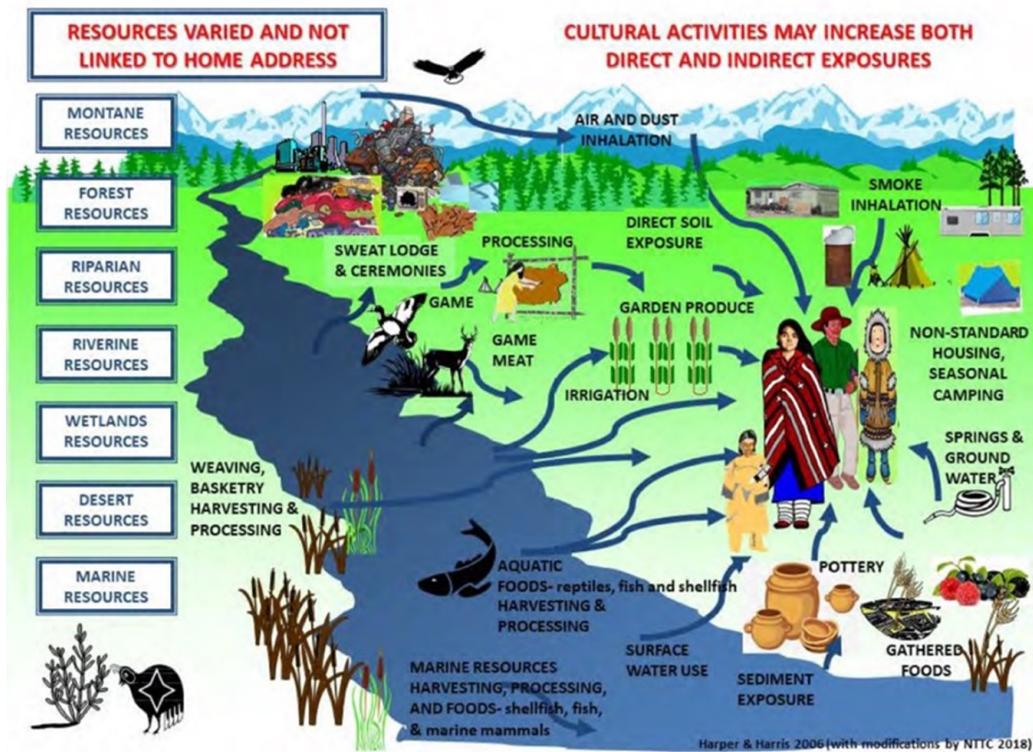 RESOURCES VARIED AND NOT
LINKED TO HOME ADDRESS
CULTURAL ACTIVITIES MAY INCREASE BOTH
DIRECT AND INDIRECT EXPOSURES
MONTANE
RESOURCES
FOREST
RESOURCES
RIPARIAN
RESOURCES
RIVERINE
RESOURCES
WETLANDS
RESOURCES
DESERT
RESOURCES
MARINE
RESOURCES
AIR AND DUST
INHALATION
SMOKE
INHALATION
DIRECT SOIL
EXPOSURE
SWEAT LODGE
& CEREMONIES
PROCESSING
GAME
GARDEN PRODUCE
GAME
MEAT
IRRIGATION
NON-STANDARD
HOUSING,
SEASONAL
CAMPING
SPRINGS &
GROUND
WATER
WEAVING,
BASKETRY
HARVESTING &
PROCESSING
AQUATIC
FOODS- reptiles, fish and shellfish
HARVESTING &
PROCESSING
POTTERY
SURFACE
WATER USE
SEDIMENT
EXPOSURE
GATHERED
FOODS
MARINE RESOURCES
HARVESTING, PROCESSING,
AND FOODS- shellfish, fish,
& marine mammals
Harper & Harris 2006 (with modifications by NTTC 2018)